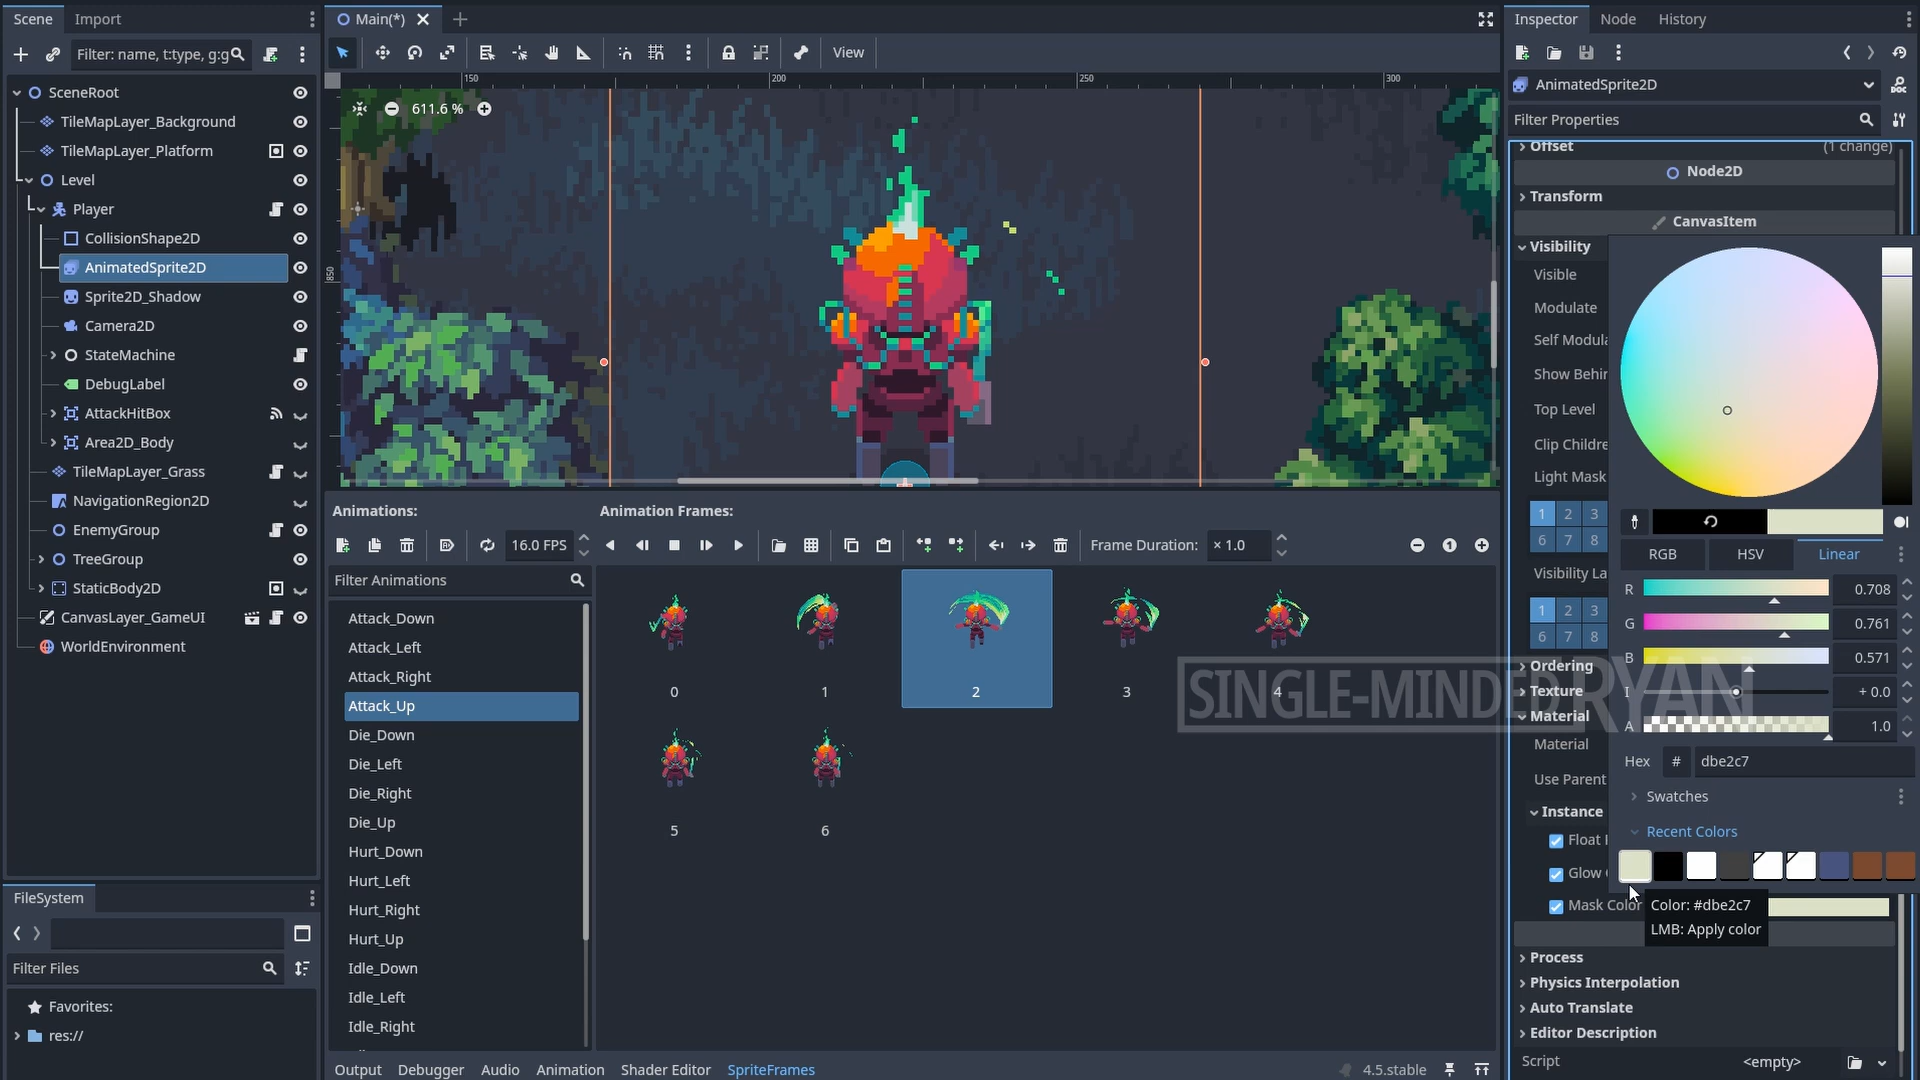 Scene
Import
Filter: name, t:type, g:g
SceneRoot
TileMapLayer_Background
TileMapLayer_Platform
Level
Player
CollisionShape2D
AnimatedSprite2D
Sprite2D_Shadow
Camera2D
StateMachine
DebugLabel
AttackHitBox
Area2D_Body
TileMapLayer_Grass
NavigationRegion2D
EnemyGroup
TreeGroup
StaticBody2D
CanvasLayer_GameUI
WorldEnvironment
FileSystem
Filter Files
Favorites:
res://
Main(*)
View
150
200
250
300
850
611.6 %
Animations:
16.0 FPS
Filter Animations
Attack_Down
Attack_Left
Attack_Right
Attack_Up
Die_Down
Die_Left
Die_Right
Die_Up
Hurt_Down
Hurt_Left
Hurt_Right
Hurt_Up
Idle_Down
Idle_Left
Idle_Right
Animation Frames:
Frame Duration:
× 1.0
0
1
2
3
4
5
6
SINGLE-MINDED RYAN
Output
Debugger
Audio
Animation
Shader Editor
SpriteFrames
4.5.stable
Inspector
Node
History
AnimatedSprite2D
Filter Properties
Offset
(1 change)
Node2D
Transform
CanvasItem
Visibility
Visible
Modulate
Self Modula
Show Behin
Top Level
Clip Childre
Light Mask
1 2 3
6 7 8
Visibility La
1 2 3
6 7 8
Ordering
Texture
Material
Material
Use Parent
Instance
Float
Glow
Mask Color
Process
Physics Interpolation
Auto Translate
Editor Description
Script
<empty>
RGB
HSV
Linear
R 0.708
G 0.761
B 0.571
I + 0.0
A 1.0
Hex # dbe2c7
Swatches
Recent Colors
Color: #dbe2c7
LMB: Apply color